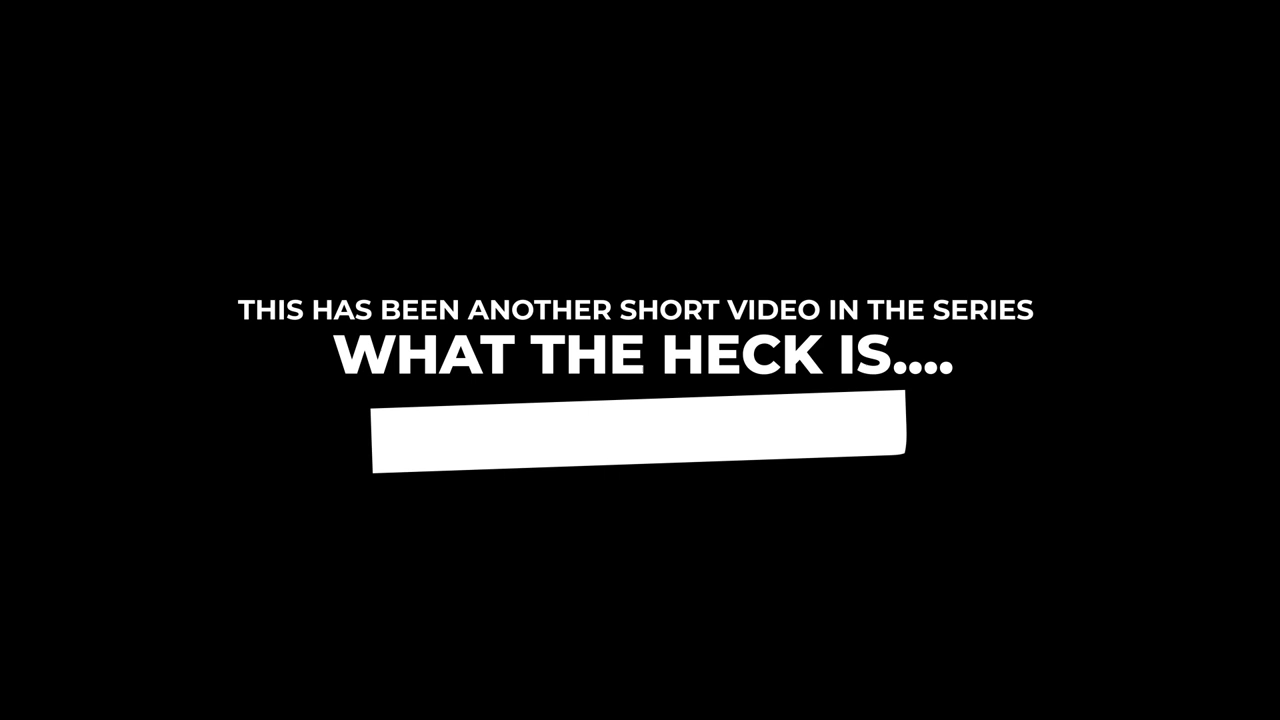 THIS HAS BEEN ANOTHER SHORT VIDEO IN THE SERIES
WHAT THE HECK IS....